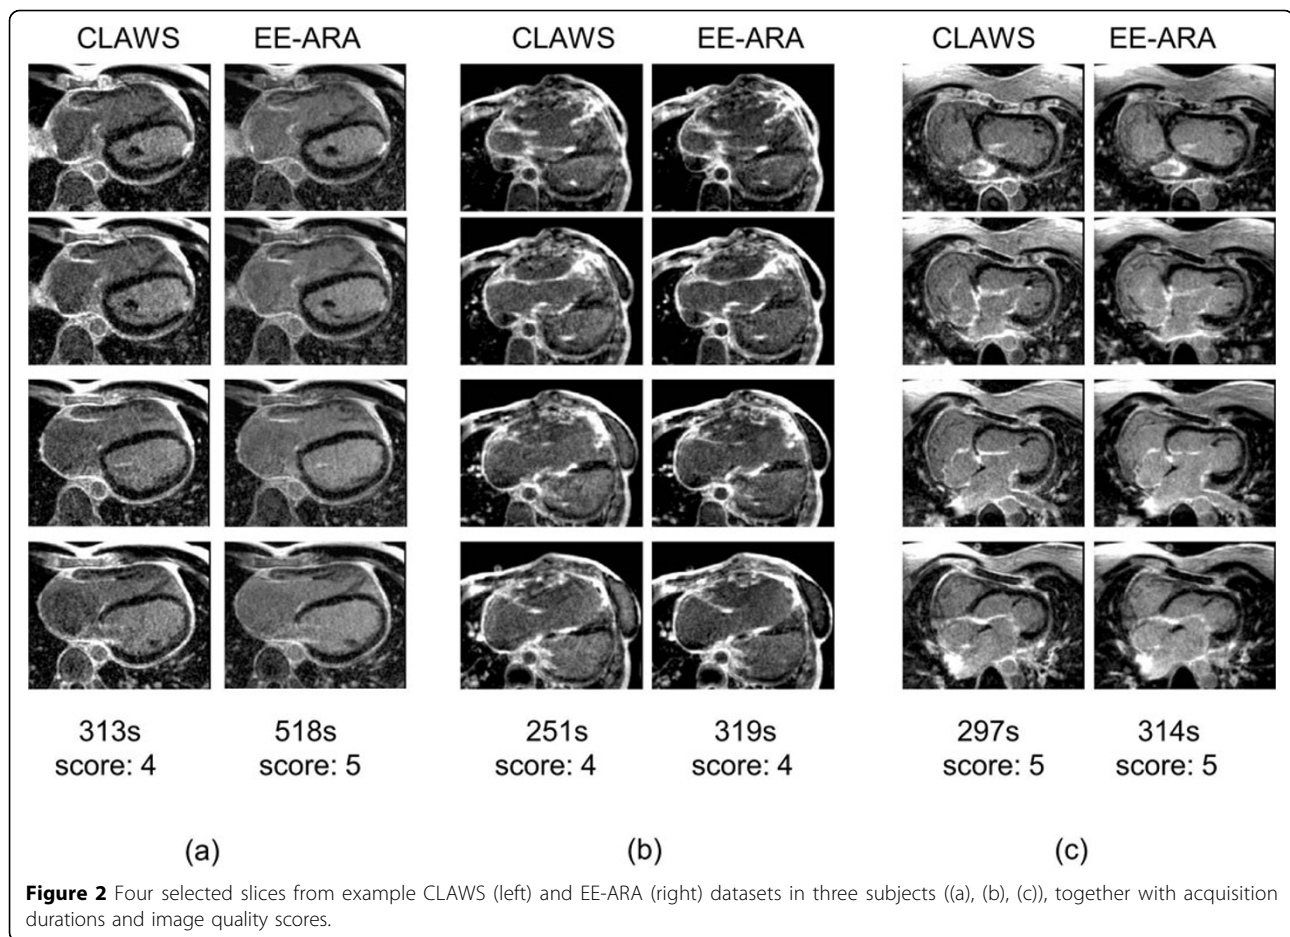 CLAWS EE-ARA CLAWS EE-ARA CLAWS EE-ARA
313s 518s 251s 319s 297s 314s
score: 4 score: 5 score: 4 score: 4 score: 5 score: 5
(a) (b) (c)
Figure 2 Four selected slices from example CLAWS (left) and EE-ARA (right) datasets in three subjects ((a), (b), (c)), together with acquisition
durations and image quality scores.